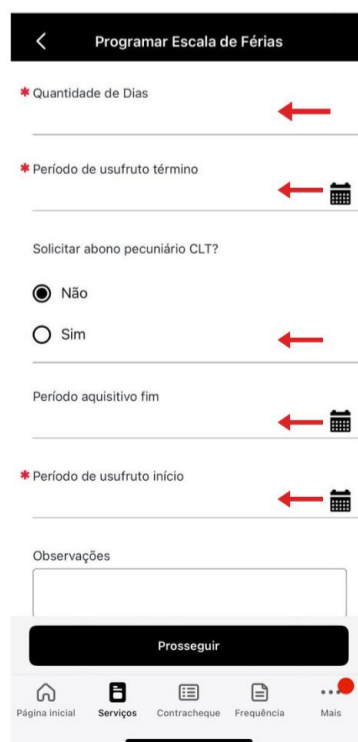 Programar Escala de Férias
* Quantidade de Dias
* Período de usufruto término
Solicitar abono pecuniário CLT?
Não
Sim
Período aquisitivo fim
* Período de usufruto início
Observações
Prosseguir
Página inicial Serviços Contracheque Frequência Mais